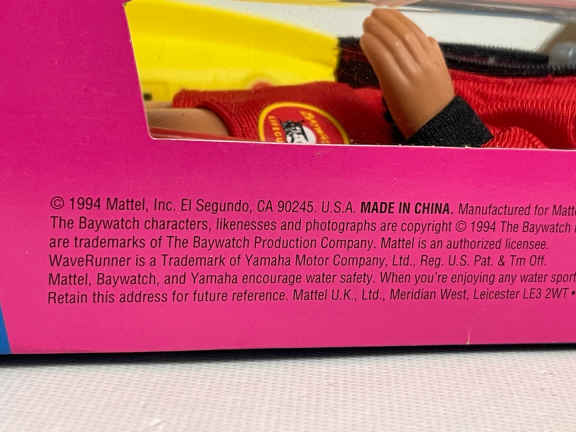 © 1994 Mattel, Inc. El Segundo, CA 90245. U.S.A. MADE IN CHINA. Manufactured for
The Baywatch characters, likenesses and photographs are copyright © 1994 The Baywatch
are trademarks of The Baywatch Production Company. Mattel is an authorized licensee.
WaveRunner is a Trademark of Yamaha Motor Company, Ltd., Reg. U.S. Pat. & Tm Off.
Mattel, Baywatch, and Yamaha encourage water safety. When you're enjoying any water
Retain this address for future reference. Mattel U.K., Ltd., Meridian West, Leicester LE3 2WT •